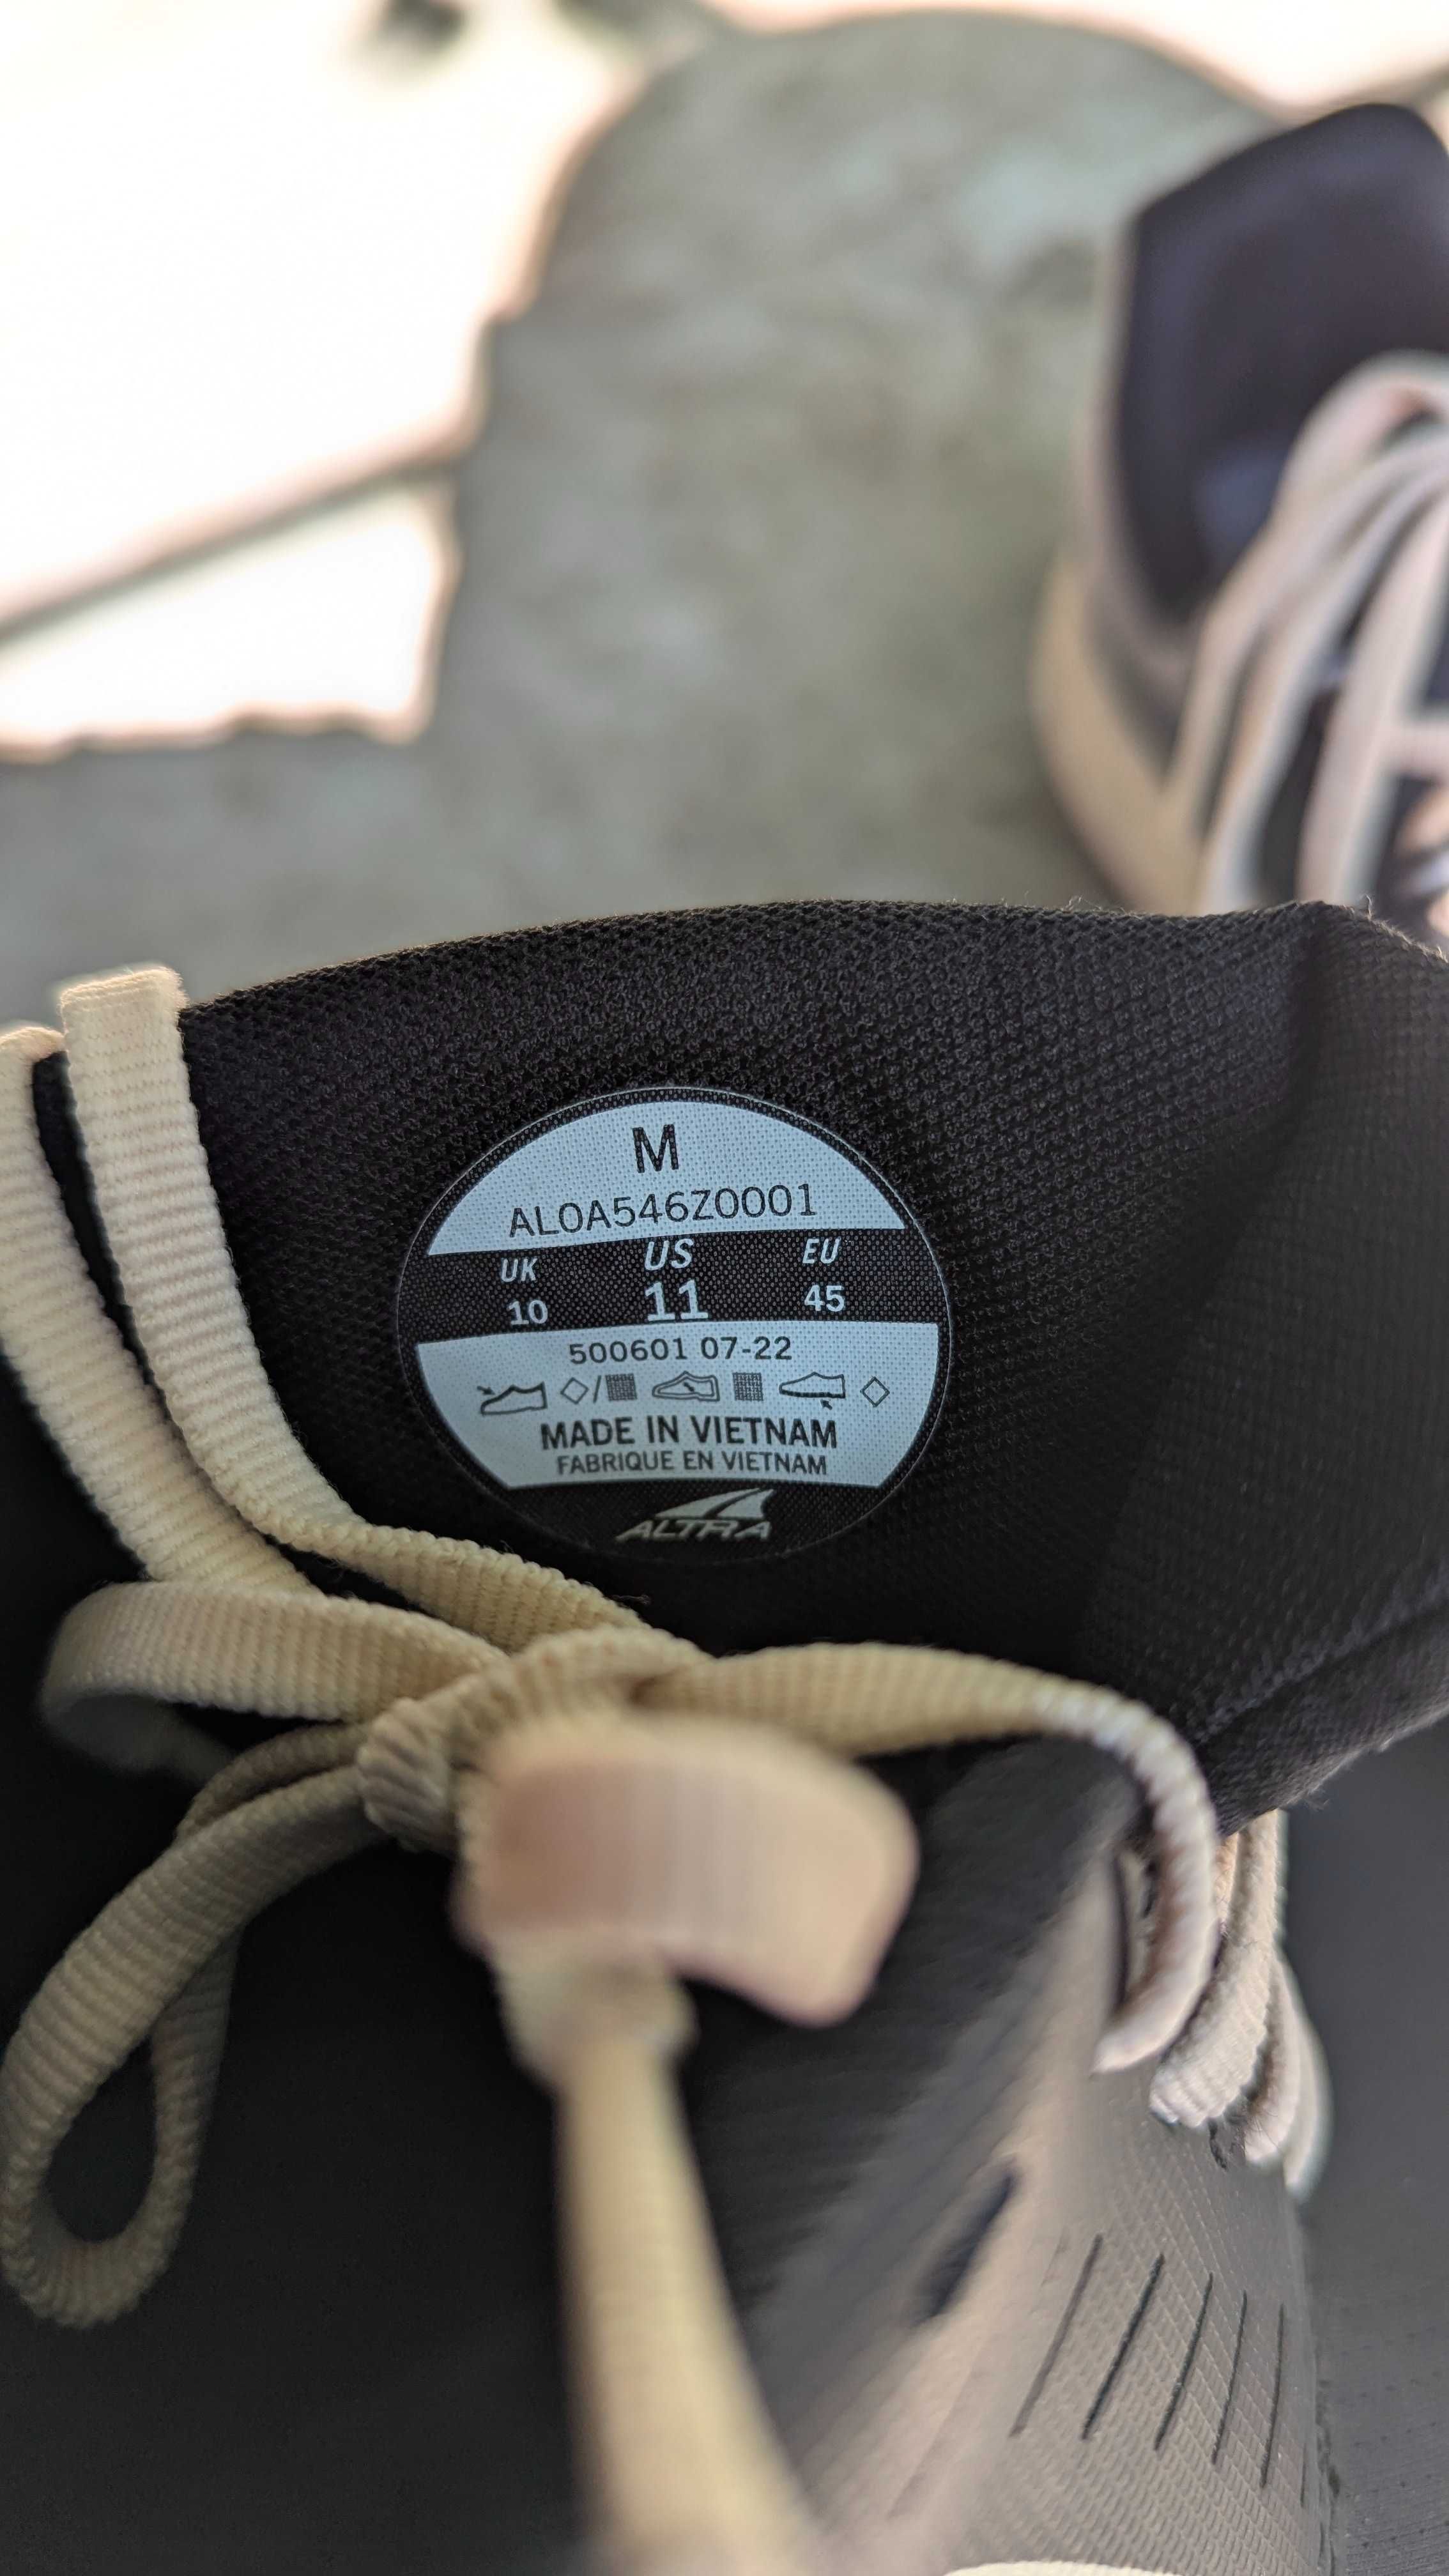 M
AL0A546Z0001
UK US EU
10 11 45
500601 07-22
MADE IN VIETNAM
FABRIQUE EN VIETNAM
ALTRA